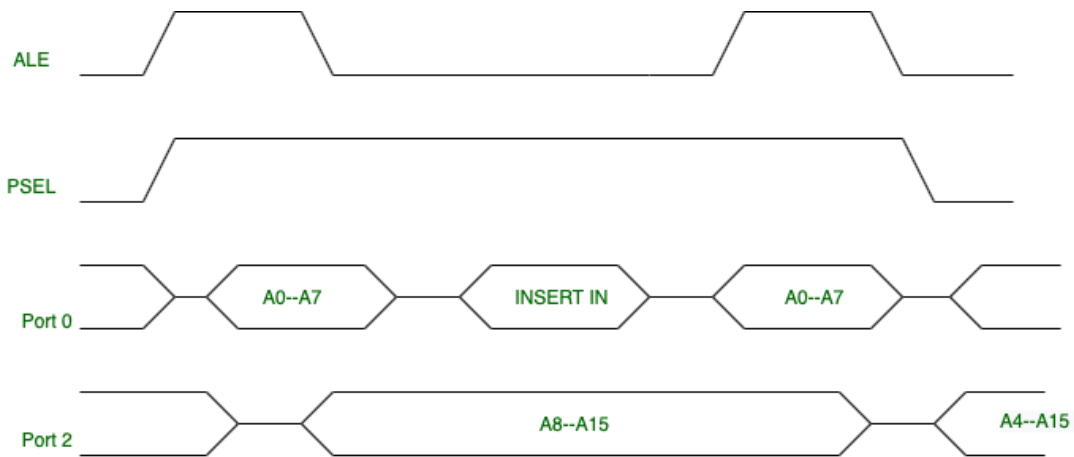 ALE
PSEL
Port 0
A0--A7
INSERT IN
A0--A7
Port 2
A8--A15
A4--A15